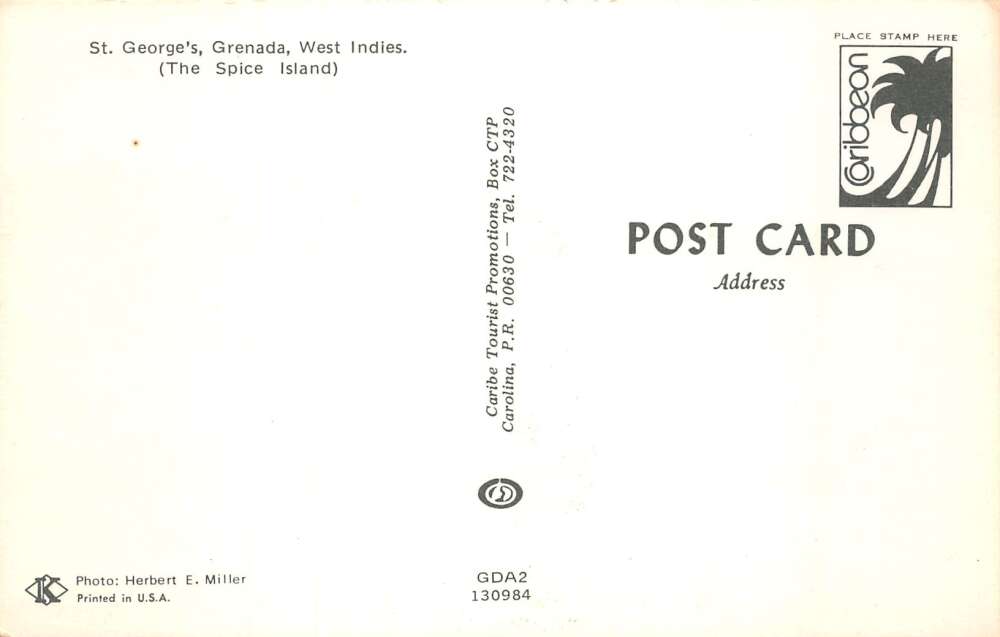 St. George's, Grenada, West Indies.
(The Spice Island)
PLACE STAMP HERE
Caribbean
POST CARD
Address
Caribe Tourist Promotions, Box CTP
Carolina, P.R. 00630 — Tel. 722-4320
K
Photo: Herbert E. Miller
Printed in U.S.A.
GDA2
130984